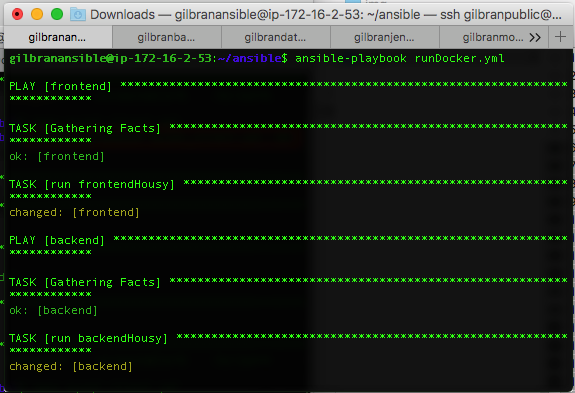 Downloads — gilbranansible@ip-172-16-2-53: ~/ansible — ssh gilbranpublic@...
gilbranan... gilbranba... gilbrandat... gilbranjen... gilbranmo... >> +
gilbranansible@ip-172-16-2-53:~/ansible$ ansible-playbook runDocker.yml
PLAY [frontend] ****************************************************************
************
TASK [Gathering Facts] *********************************************************
************
ok: [frontend]
TASK [run frontendHousy] *******************************************************
************
changed: [frontend]
PLAY [backend] *****************************************************************
************
TASK [Gathering Facts] *********************************************************
************
ok: [backend]
TASK [run backendHousy] ********************************************************
************
changed: [backend]